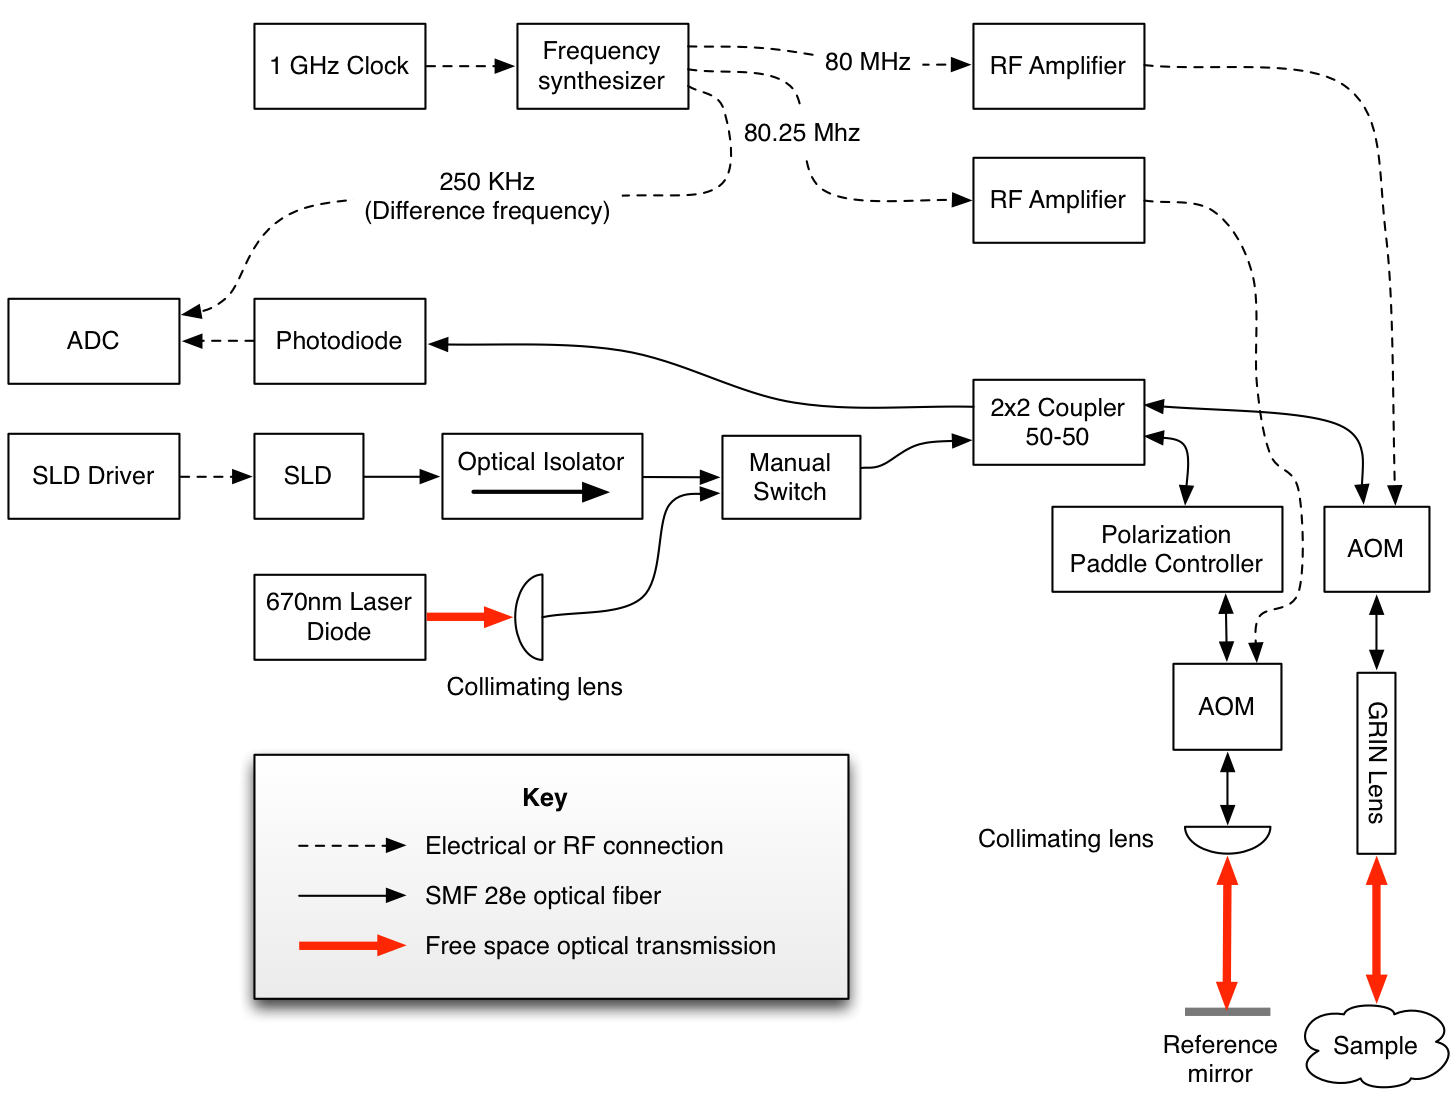 1 GHz Clock
Frequency
synthesizer
80 MHz
RF Amplifier
80.25 Mhz
250 KHz
(Difference frequency)
RF Amplifier
ADC
Photodiode
2x2 Coupler
50-50
SLD Driver
SLD
Optical Isolator
Manual
Switch
Polarization
Paddle Controller
AOM
670nm Laser
Diode
Collimating lens
AOM
GRIN Lens
Key
Electrical or RF connection
SMF 28e optical fiber
Free space optical transmission
Collimating lens
Reference
mirror
Sample